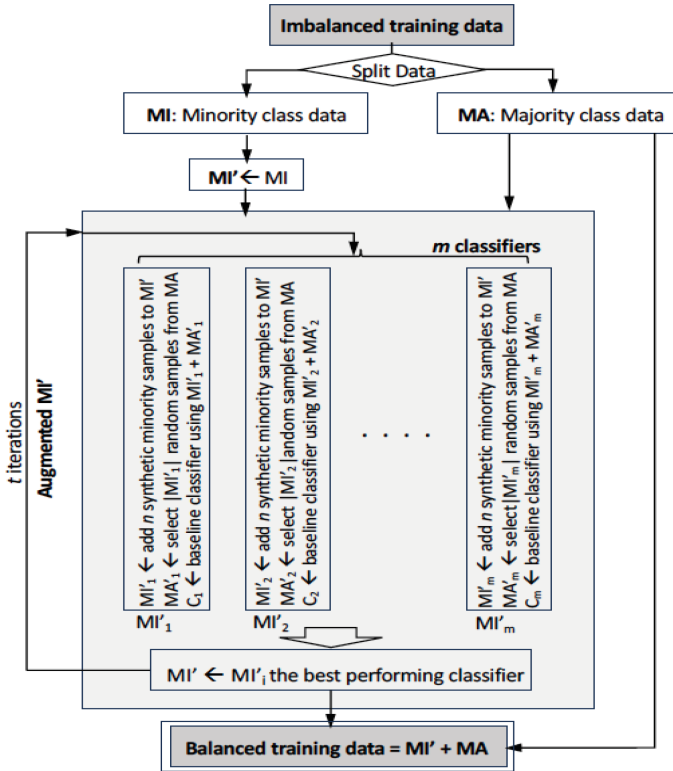 Imbalanced training data
Split Data
MI: Minority class data
MA: Majority class data
MI' ← MI
m classifiers
t iterations
Augmented MI'
MI'₁ ← add n synthetic minority samples to MI'
MA'₁ ← select |MI'₁| random samples from MA
C₁ ← baseline classifier using MI'₁ + MA'₁
MI'₁
MI'₂ ← add n synthetic minority samples to MI'
MA'₂ ← select |MI'₂|andom samples from MA
C₂ ← baseline classifier using MI'₂ + MA'₂
MI'₂
. . . .
MI'ₘ ← add n synthetic minority samples to MI'
MA'ₘ ← select|MI'ₘ| random samples from MA
Cₘ ← baseline classifier using MI'ₘ + MA'ₘ
MI'ₘ
MI' ← MI'ᵢ the best performing classifier
Balanced training data = MI' + MA